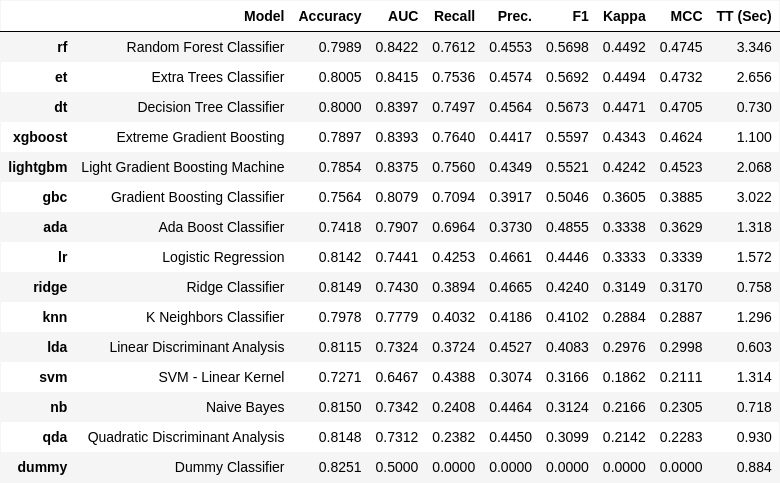 Model Accuracy AUC Recall Prec. F1 Kappa MCC TT (Sec)
rf Random Forest Classifier 0.7989 0.8422 0.7612 0.4553 0.5698 0.4492 0.4745 3.346
et Extra Trees Classifier 0.8005 0.8415 0.7536 0.4574 0.5692 0.4494 0.4732 2.656
dt Decision Tree Classifier 0.8000 0.8397 0.7497 0.4564 0.5673 0.4471 0.4705 0.730
xgboost Extreme Gradient Boosting 0.7897 0.8393 0.7640 0.4417 0.5597 0.4343 0.4624 1.100
lightgbm Light Gradient Boosting Machine 0.7854 0.8375 0.7560 0.4349 0.5521 0.4242 0.4523 2.068
gbc Gradient Boosting Classifier 0.7564 0.8079 0.7094 0.3917 0.5046 0.3605 0.3885 3.022
ada Ada Boost Classifier 0.7418 0.7907 0.6964 0.3730 0.4855 0.3338 0.3629 1.318
lr Logistic Regression 0.8142 0.7441 0.4253 0.4661 0.4446 0.3333 0.3339 1.572
ridge Ridge Classifier 0.8149 0.7430 0.3894 0.4665 0.4240 0.3149 0.3170 0.758
knn K Neighbors Classifier 0.7978 0.7779 0.4032 0.4186 0.4102 0.2884 0.2887 1.296
lda Linear Discriminant Analysis 0.8115 0.7324 0.3724 0.4527 0.4083 0.2976 0.2998 0.603
svm SVM - Linear Kernel 0.7271 0.6467 0.4388 0.3074 0.3166 0.1862 0.2111 1.314
nb Naive Bayes 0.8150 0.7342 0.2408 0.4464 0.3124 0.2166 0.2305 0.718
qda Quadratic Discriminant Analysis 0.8148 0.7312 0.2382 0.4450 0.3099 0.2142 0.2283 0.930
dummy Dummy Classifier 0.8251 0.5000 0.0000 0.0000 0.0000 0.0000 0.0000 0.884